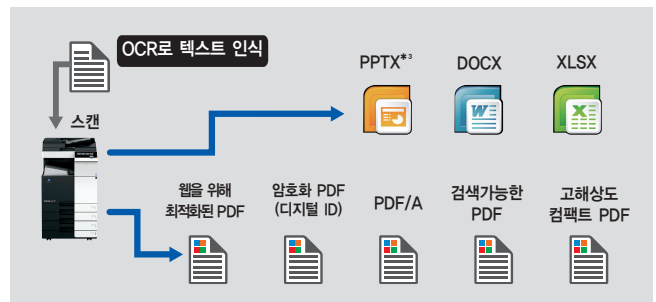 OCR로 텍스트 인식
스캔
PPTX*³
DOCX
XLSX
웹을 위해
최적화된 PDF
암호화 PDF
(디지털 ID)
PDF/A
검색가능한
PDF
고해상도
컴팩트 PDF